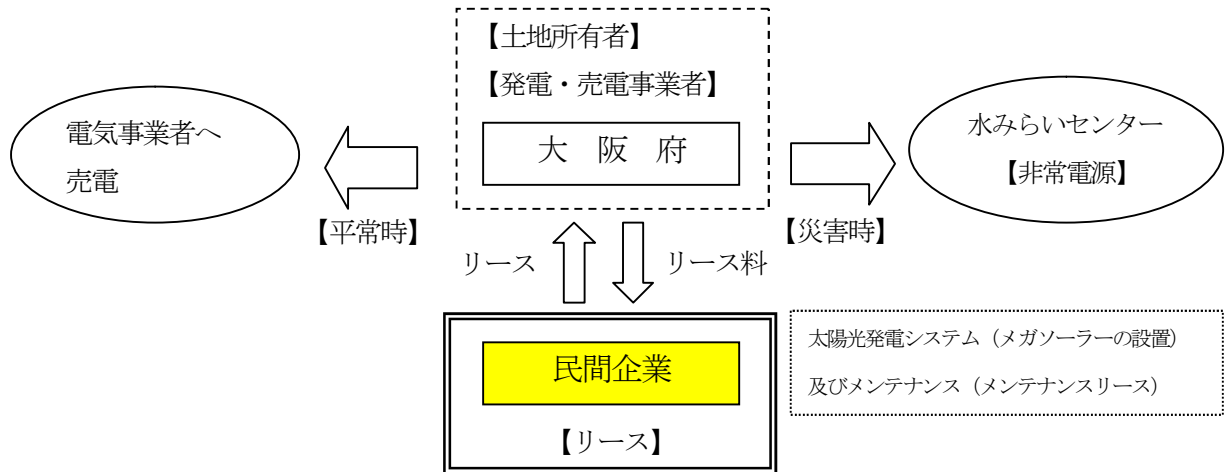 【土地所有者】
【発電・売電事業者】
大 阪 府
電気事業者へ
売電
水みらいセンター
【非常電源】
【平常時】
【災害時】
リース
リース料
民間企業
【リース】
太陽光発電システム（メガソーラーの設置）
及びメンテナンス（メンテナンスリース）